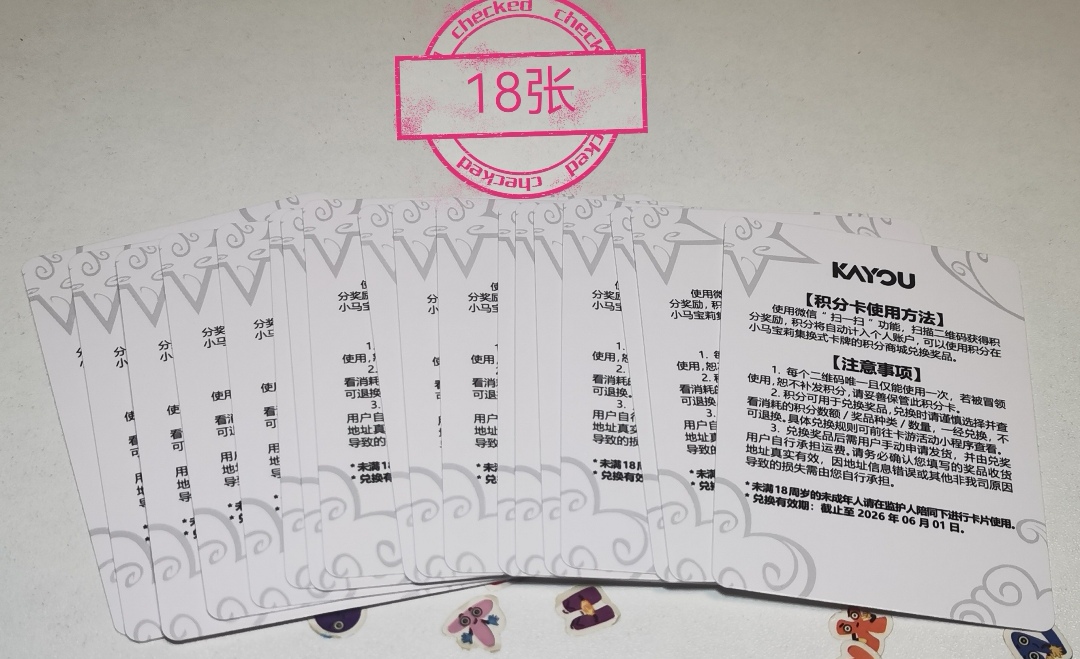 checked checked
18张
checked checked
KAYOU
【积分卡使用方法】
使用微信“扫一扫”功能，扫描二维码获得积
分奖励，积分将自动计入个人账户，可以使用积分在
小马宝莉集换式卡牌的积分商城兑换奖品。
【注意事项】
1. 每个二维码唯一且仅能使用一次，若被冒领
使用，恕不补发积分，请妥善保管此积分卡。
2. 积分可用于兑换奖品，兑换时请谨慎选择并查
看消耗的积分数额/奖品种类/数量，一经兑换，不
可退换。具体兑换规则可前往卡游活动小程序查看。
3. 兑换奖品后需用户手动申请发货，并由兑奖
用户自行承担运费。请务必确认您填写的奖品收货
地址真实有效，因地址信息错误或其他非我司原因
导致的损失需由您自行承担。
*未满18周岁的未成年人请在监护人陪同下进行卡片使用。
*兑换有效期：截止至 2026 年 06 月 01 日。